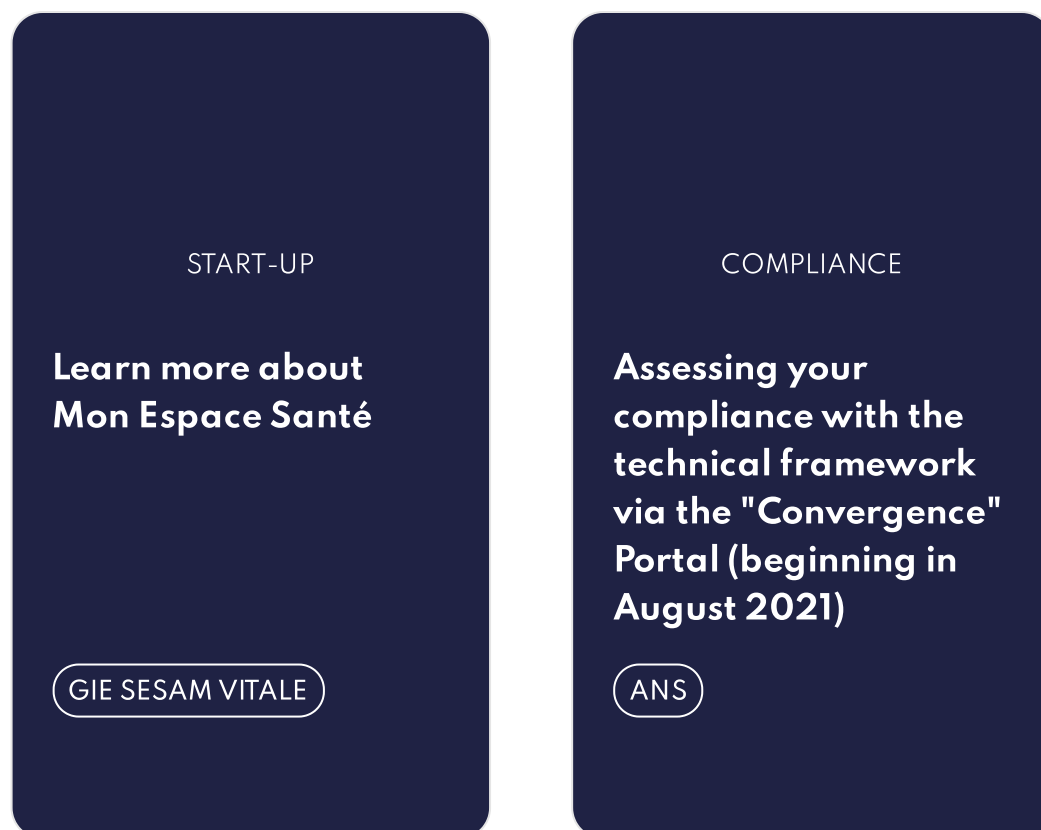 START-UP
Learn more about
Mon Espace Santé
GIE SESAM VITALE
COMPLIANCE
Assessing your
compliance with the
technical framework
via the "Convergence"
Portal (beginning in
August 2021)
ANS